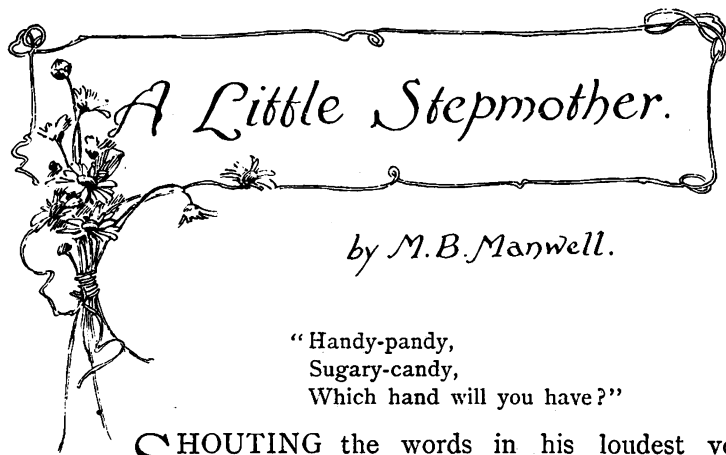 A Little Stepmother.
by M.B. Manwell.
"Handy-pandy,
Sugary-candy,
Which hand will you have?"
SHOUTING the words in his loudest